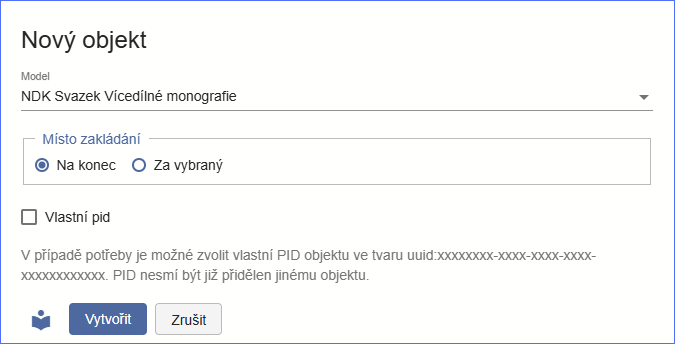 Nový objekt
Model
NDK Svazek Vícedílné monografie
Místo zakládání
Na konec Za vybraný
Vlastní pid
V případě potřeby je možné zvolit vlastní PID objektu ve tvaru uuid:xxxxxxxx-xxxx-xxxx-xxxx-
xxxxxxxxxxxx. PID nesmí být již přidělen jinému objektu.
Vytvořit Zrušit